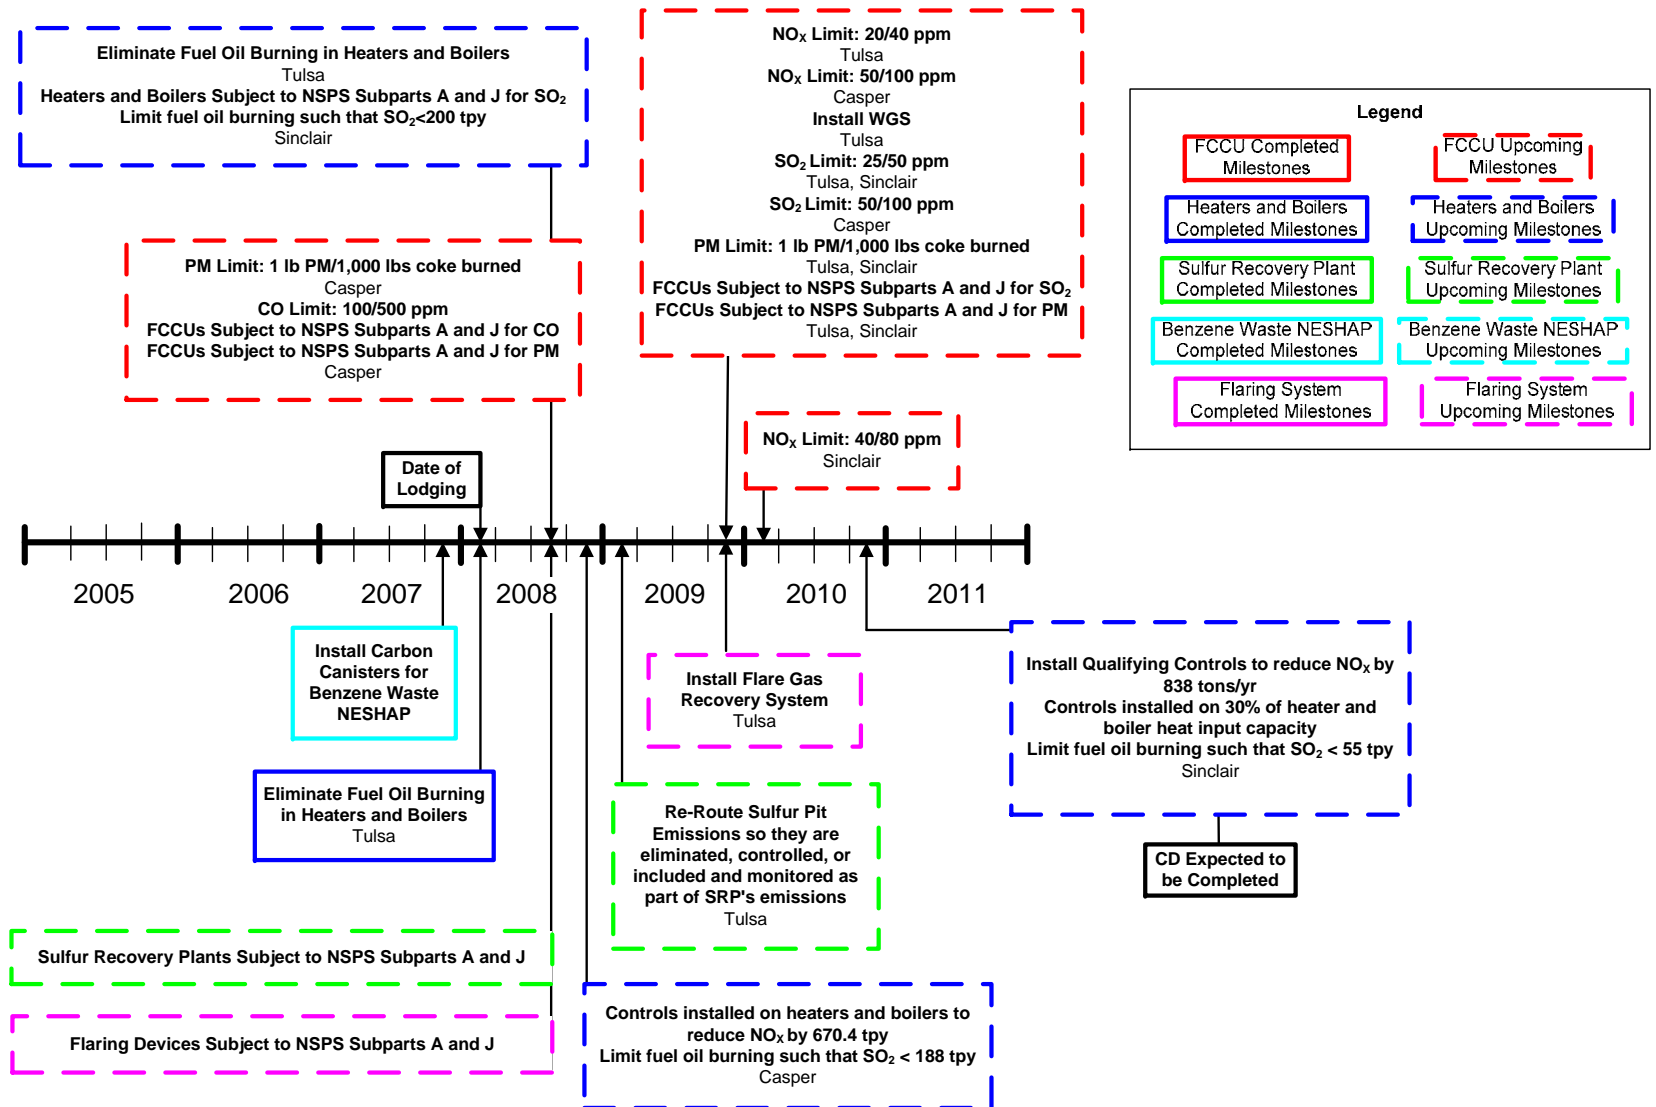 Eliminate Fuel Oil Burning in Heaters and Boilers
Tulsa
Heaters and Boilers Subject to NSPS Subparts A and J for SO2
Limit fuel oil burning such that SO2<200 tpy
Sinclair
PM Limit: 1 lb PM/1,000 lbs coke burned
Casper
CO Limit: 100/500 ppm
FCCUs Subject to NSPS Subparts A and J for CO
FCCUs Subject to NSPS Subparts A and J for PM
Casper
NOX Limit: 20/40 ppm
Tulsa
NOX Limit: 50/100 ppm
Casper
Install WGS
Tulsa
SO2 Limit: 25/50 ppm
Tulsa, Sinclair
SO2 Limit: 50/100 ppm
Casper
PM Limit: 1 lb PM/1,000 lbs coke burned
Tulsa, Sinclair
FCCUs Subject to NSPS Subparts A and J for SO2
FCCUs Subject to NSPS Subparts A and J for PM
Tulsa, Sinclair
Legend
FCCU Completed
Milestones
FCCU Upcoming
Milestones
Heaters and Boilers
Completed Milestones
Heaters and Boilers
Upcoming Milestones
Sulfur Recovery Plant
Completed Milestones
Sulfur Recovery Plant
Upcoming Milestones
Benzene Waste NESHAP
Completed Milestones
Benzene Waste NESHAP
Upcoming Milestones
Flaring System
Completed Milestones
Flaring System
Upcoming Milestones
NOX Limit: 40/80 ppm
Sinclair
Date of
Lodging
2005
2006
2007
2008
2009
2010
2011
Install Carbon
Canisters for
Benzene Waste
NESHAP
Eliminate Fuel Oil Burning
in Heaters and Boilers
Tulsa
Install Flare Gas
Recovery System
Tulsa
Re-Route Sulfur Pit
Emissions so they are
eliminated, controlled, or
included and monitored as
part of SRP's emissions
Tulsa
Install Qualifying Controls to reduce NOX by
838 tons/yr
Controls installed on 30% of heater and
boiler heat input capacity
Limit fuel oil burning such that SO2 < 55 tpy
Sinclair
CD Expected to
be Completed
Sulfur Recovery Plants Subject to NSPS Subparts A and J
Flaring Devices Subject to NSPS Subparts A and J
Controls installed on heaters and boilers to
reduce NOX by 670.4 tpy
Limit fuel oil burning such that SO2 < 188 tpy
Casper